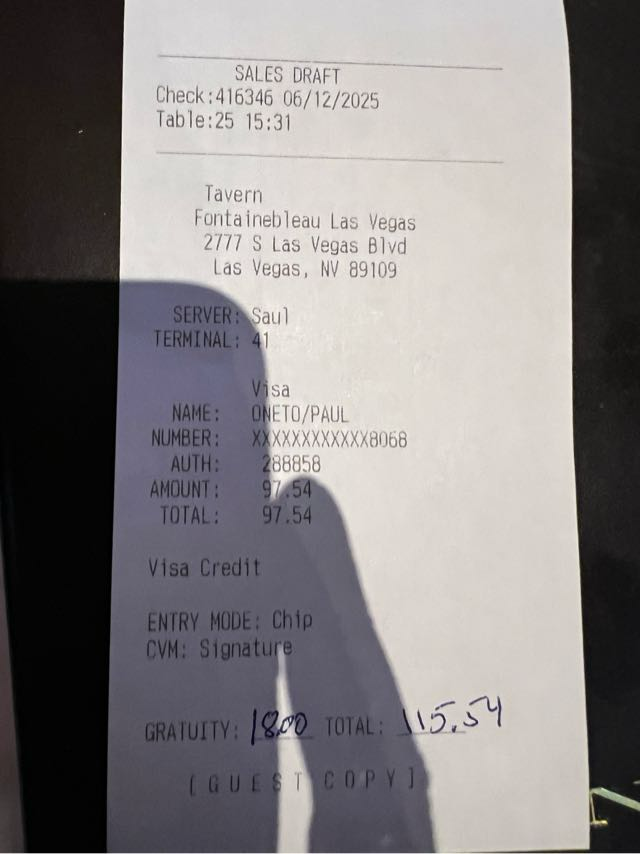 SALES DRAFT
Check:416346 06/12/2025
Table:25 15:31
Tavern
Fontainebleau Las Vegas
2777 S Las Vegas Blvd
Las Vegas, NV 89109
SERVER: Saul
TERMINAL: 41
Visa
NAME: ONETO/PAUL
NUMBER: XXXXXXXXXXXX8068
AUTH: 288858
AMOUNT: 97.54
TOTAL: 97.54
Visa Credit
ENTRY MODE: Chip
CVM: Signature
GRATUITY: 18.00 TOTAL: 115.54
[GUEST COPY]